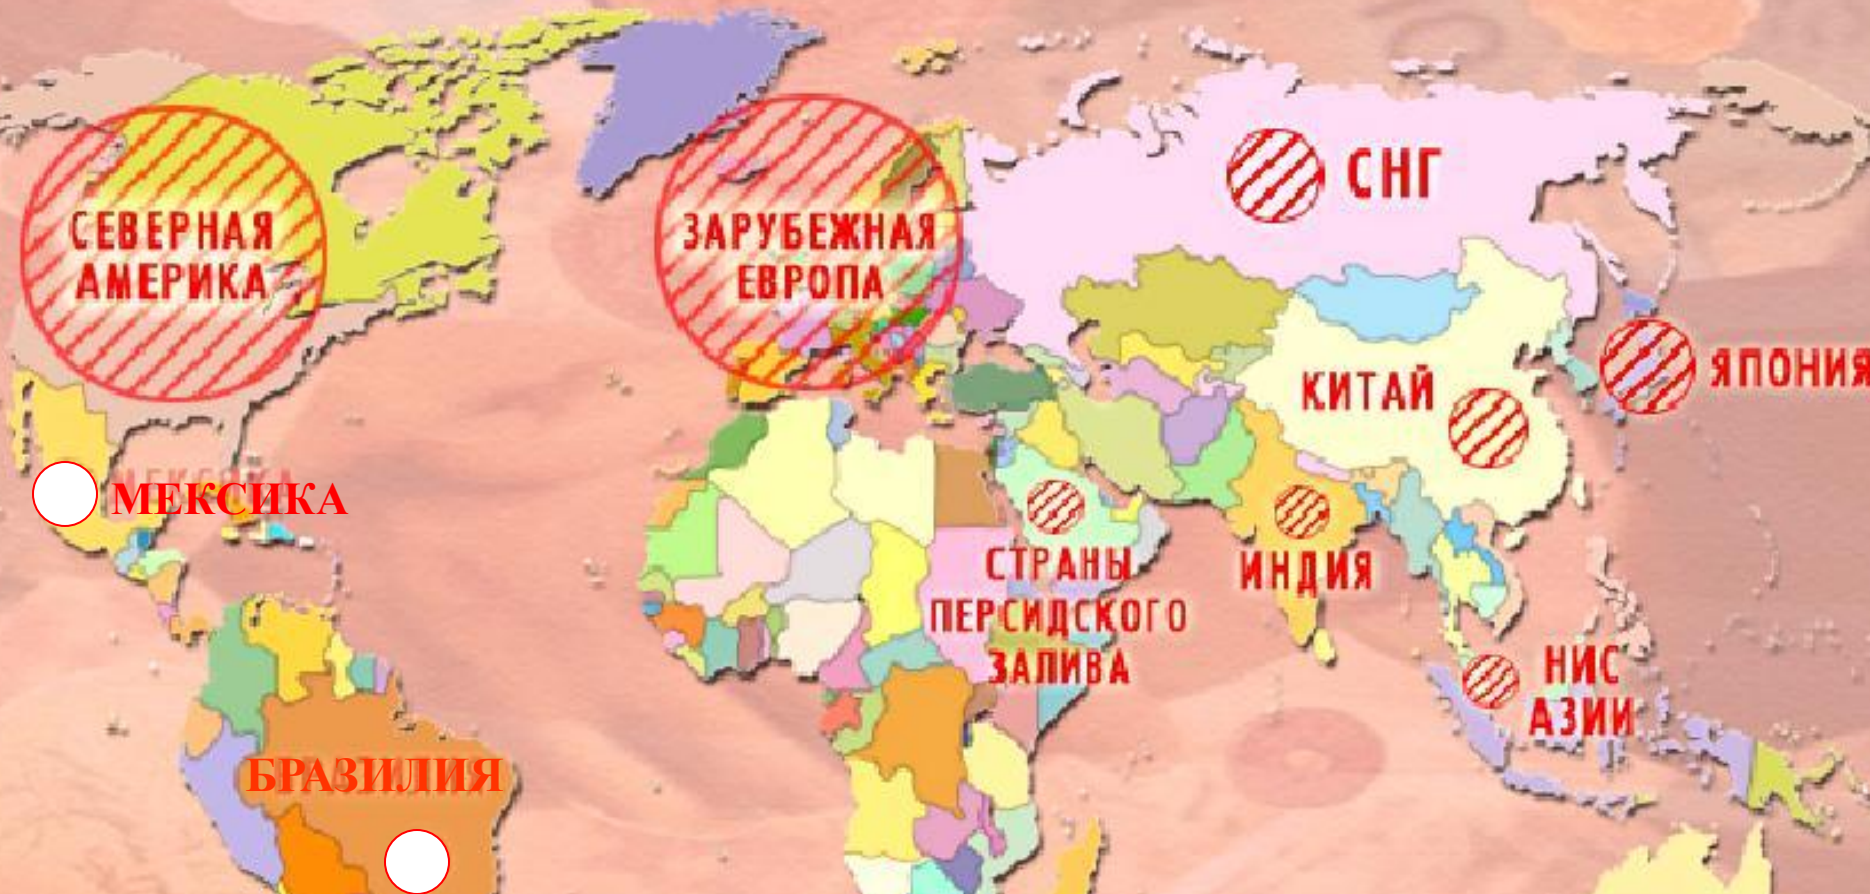 СЕВЕРНАЯ
АМЕРИКА
ЗАРУБЕЖНАЯ
ЕВРОПА
СНГ
ЯПОНИЯ
КИТАЙ
МЕКСИКА
СТРАНЫ
ПЕРСИДСКОГО
ЗАЛИВА
ИНДИЯ
НИС
АЗИИ
БРАЗИЛИЯ